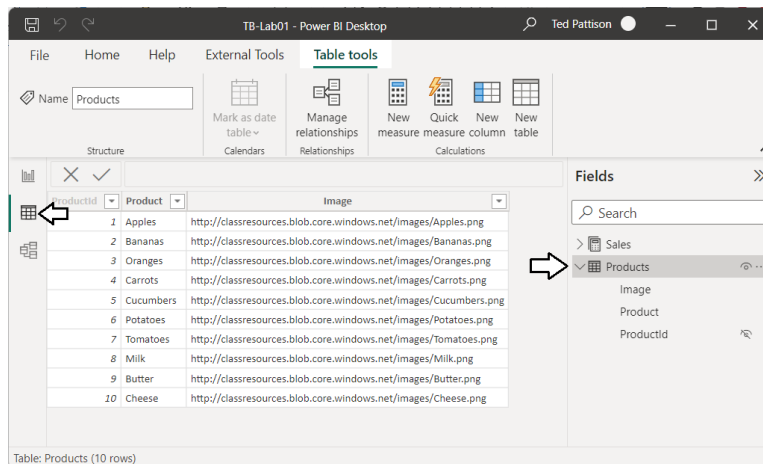 TB-Lab01 - Power BI Desktop
Ted Pattison
File Home Help External Tools Table tools
Name Products
Mark as date
table
Manage
relationships
New
measure
Quick
measure
New
column
New
table
Structure Calendars Relationships Calculations
Fields
Search
Sales
Products
Image
Product
ProductId
ProductId Product Image
1 Apples http://classresources.blob.core.windows.net/images/Apples.png
2 Bananas http://classresources.blob.core.windows.net/images/Bananas.png
3 Oranges http://classresources.blob.core.windows.net/images/Oranges.png
4 Carrots http://classresources.blob.core.windows.net/images/Carrots.png
5 Cucumbers http://classresources.blob.core.windows.net/images/Cucumbers.png
6 Potatoes http://classresources.blob.core.windows.net/images/Potatoes.png
7 Tomatoes http://classresources.blob.core.windows.net/images/Tomatoes.png
8 Milk http://classresources.blob.core.windows.net/images/Milk.png
9 Butter http://classresources.blob.core.windows.net/images/Butter.png
10 Cheese http://classresources.blob.core.windows.net/images/Cheese.png
Table: Products (10 rows)